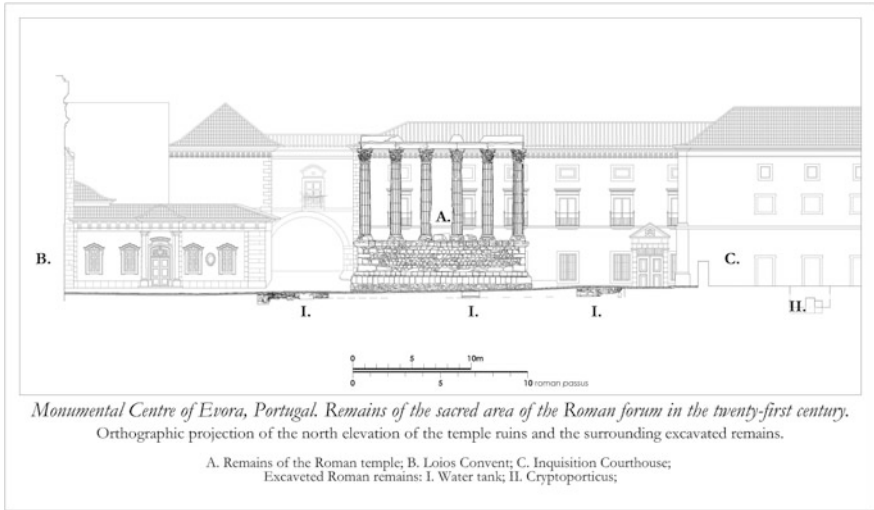 A.
B.
C.
I.
I.
I.
II.
0 5 10m
0 5 10 roman passus
Monumental Centre of Evora, Portugal. Remains of the sacred area of the Roman forum in the twenty-first century.
Orthographic projection of the north elevation of the temple ruins and the surrounding excavated remains.
A. Remains of the Roman temple; B. Loios Convent; C. Inquisition Courthouse;
Excaveted Roman remains: I. Water tank; II. Cryptoporticus;